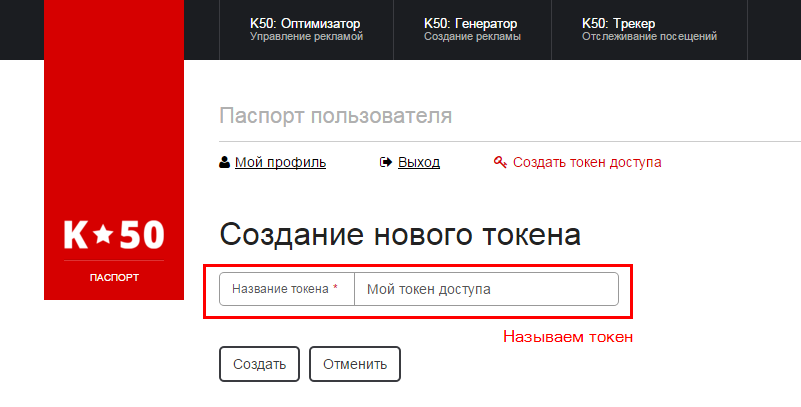 K50: Оптимизатор
Управление рекламой
K50: Генератор
Создание рекламы
K50: Трекер
Отслеживание посещений
Паспорт пользователя
Мой профиль
Выход
Создать токен доступа
K★50
ПАСПОРТ
Создание нового токена
Название токена *
Мой токен доступа
Называем токен
Создать
Отменить